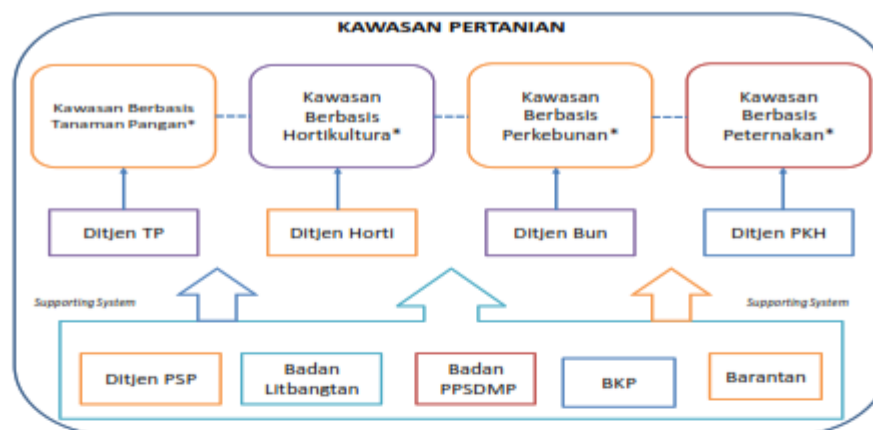 KAWASAN PERTANIAN
Kawasan Berbasis
Tanaman Pangan*
Kawasan
Berbasis
Hortikultura*
Kawasan
Berbasis
Perkebunan*
Kawasan
Berbasis
Peternakan*
Ditjen TP
Ditjen Horti
Ditjen Bun
Ditjen PKH
Supporting System
Supporting System
Ditjen PSP
Badan
Litbangtan
Badan
PPSDMP
BKP
Barantan